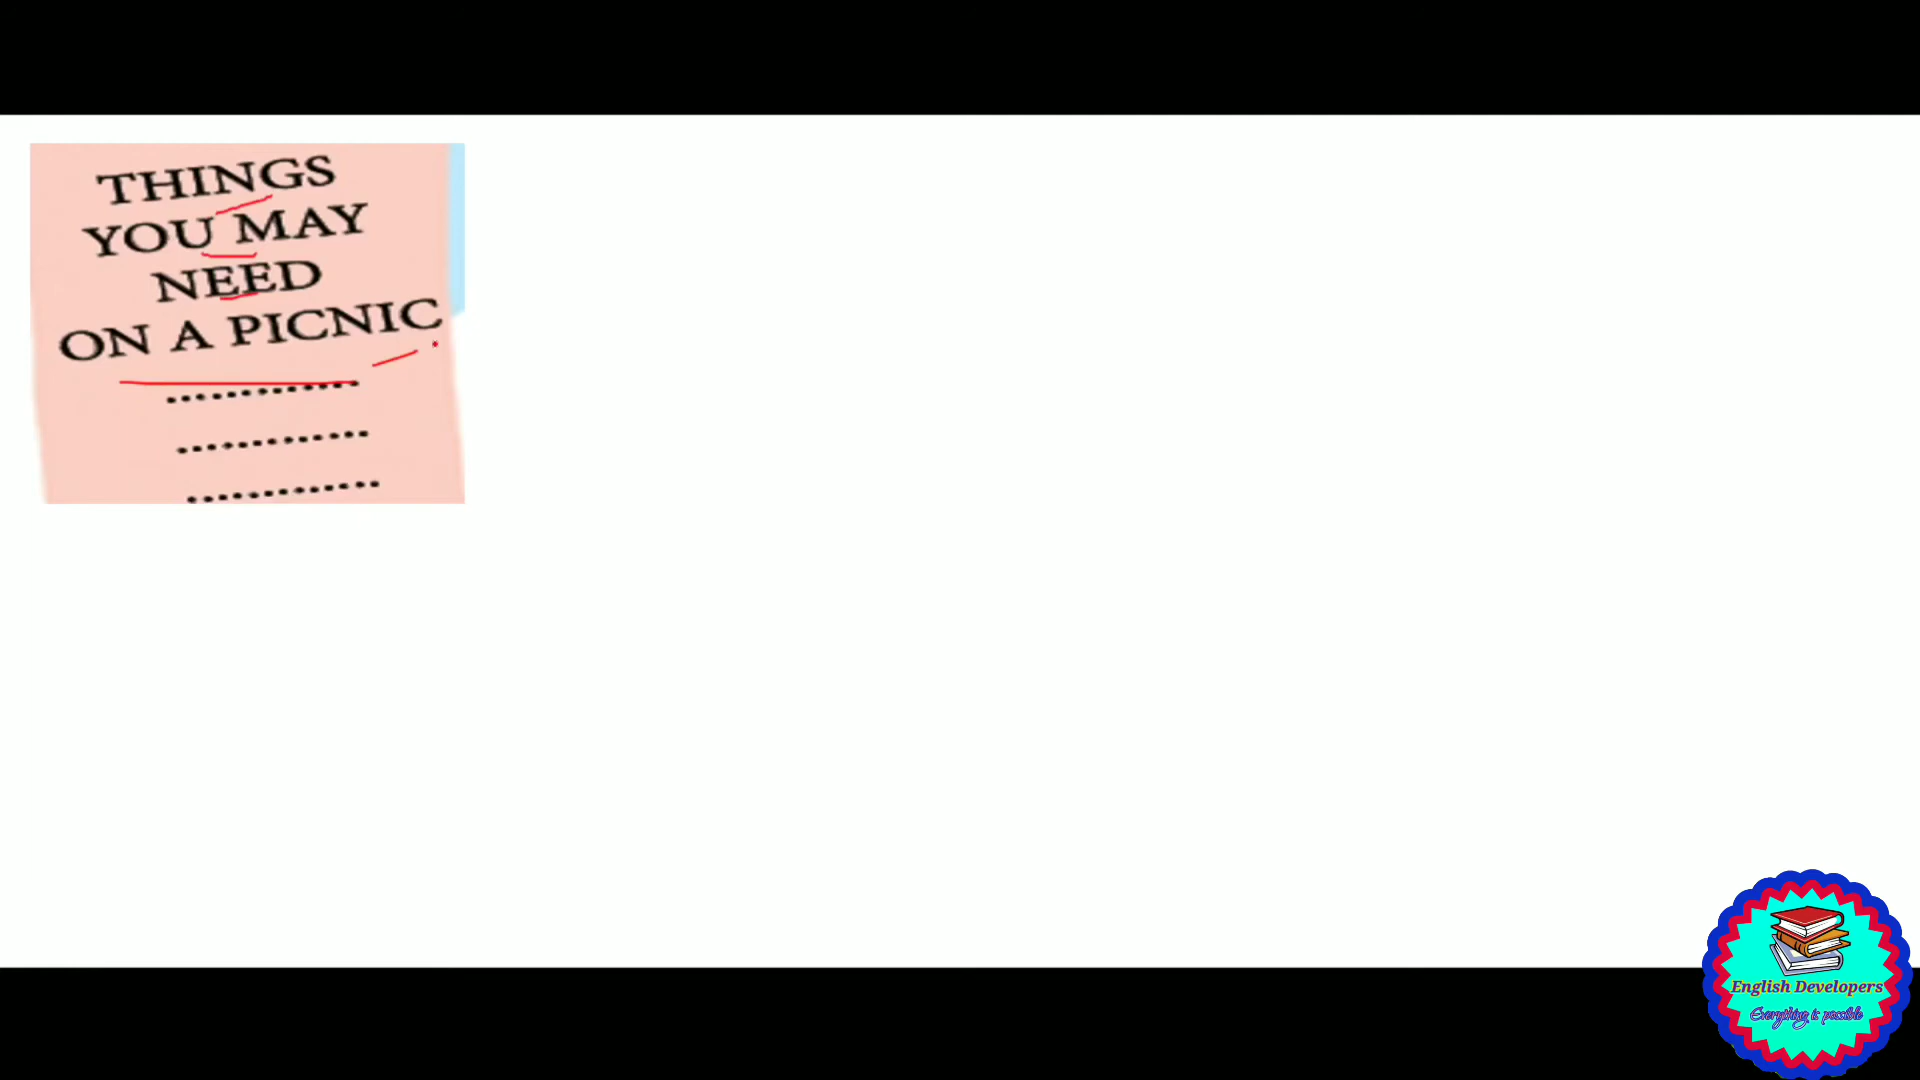 THINGS
YOU MAY
NEED
ON A PICNIC
................
................
................
English Developers
Everything is possible